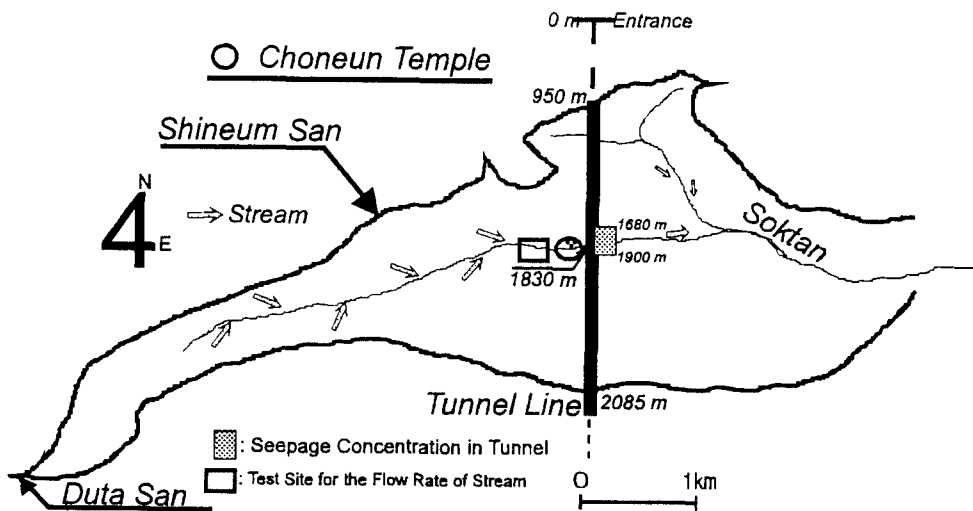 0 m
Entrance
Choneun Temple
950 m
Shineum San
N
E
Stream
Soktan
1680 m
1900 m
1830 m
Tunnel Line
2085 m
: Seepage Concentration in Tunnel
: Test Site for the Flow Rate of Stream
Duta San
0
1km